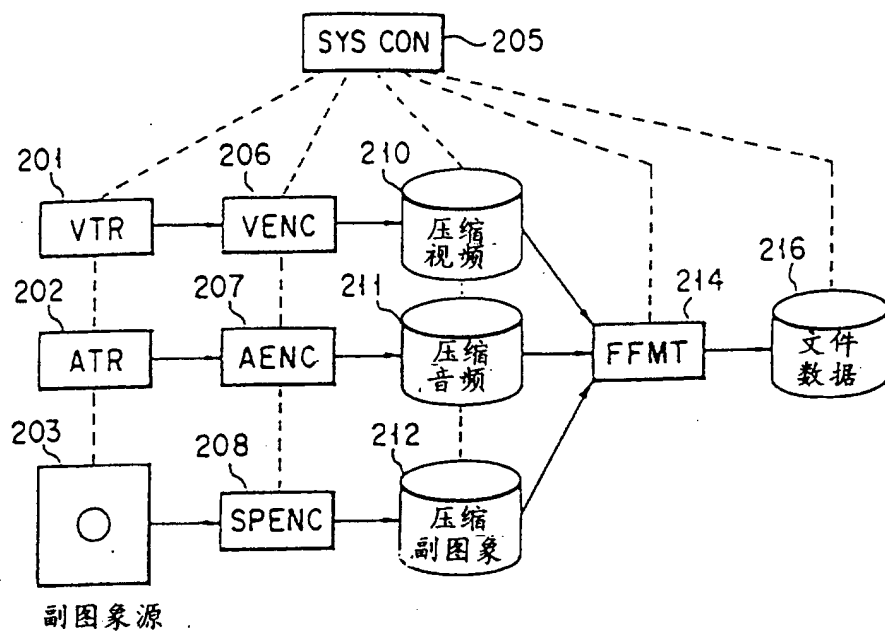 SYS CON
205
201
206
210
VTR
VENC
压缩
视频
216
202
207
211
214
ATR
AENC
压缩
音频
FFMT
文件
数据
203
208
212
SPENC
压缩
副图象
副图象源